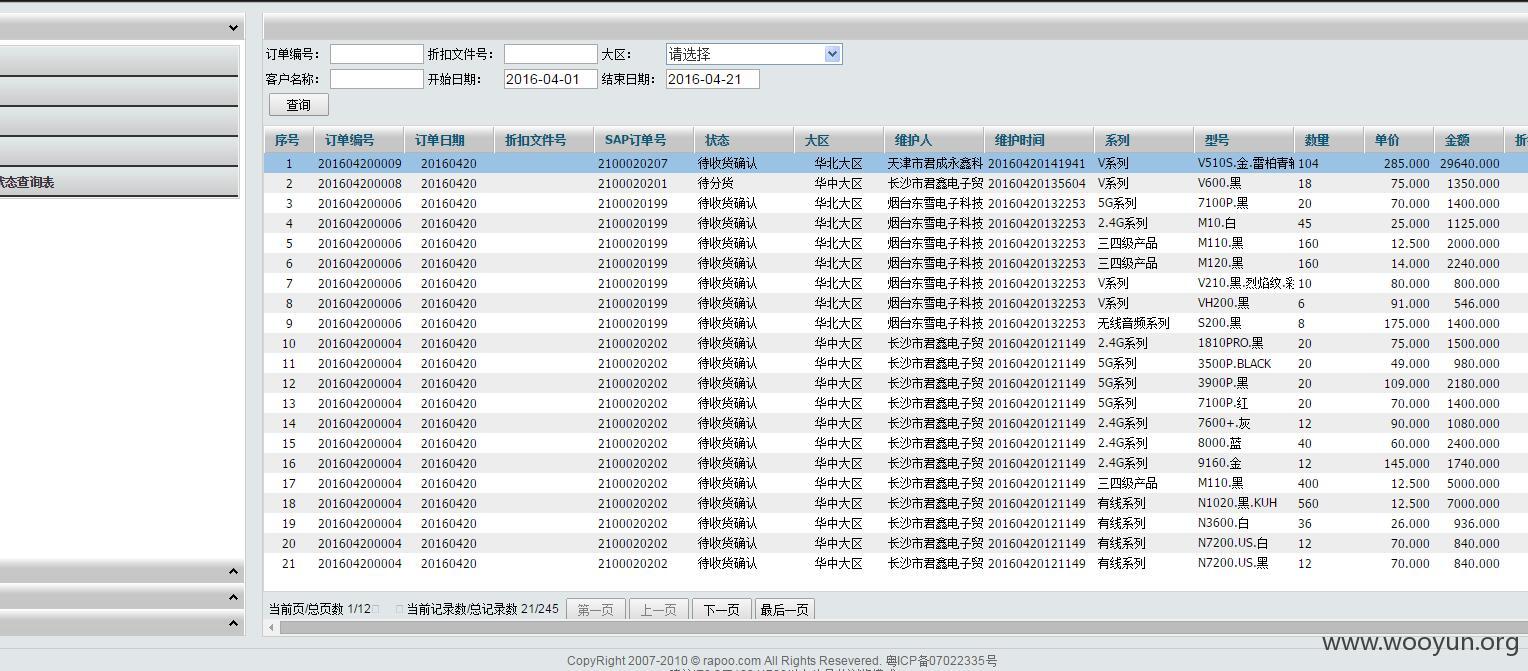 订单编号： 折扣文件号： 大区： 请选择
客户名称： 开始日期： 2016-04-01 结束日期： 2016-04-21
查询
序号 订单编号 订单日期 折扣文件号 SAP订单号 状态 大区 维护人 维护时间 系列 型号 数量 单价 金额
1 201604200009 20160420 2100020207 待收货确认 华北大区 天津市君成永鑫科 20160420141941 V系列 V510S.金.雷柏青轴 104 285.000 29640.000
2 201604200008 20160420 2100020201 待分货 华中大区 长沙市君鑫电子贸 20160420135604 V系列 V600.黑 18 75.000 1350.000
状态查询表
3 201604200006 20160420 2100020199 待收货确认 华北大区 烟台东雪电子科技 20160420132253 5G系列 7100P.黑 20 70.000 1400.000
4 201604200006 20160420 2100020199 待收货确认 华北大区 烟台东雪电子科技 20160420132253 2.4G系列 M10.白 45 25.000 1125.000
5 201604200006 20160420 2100020199 待收货确认 华北大区 烟台东雪电子科技 20160420132253 三四级产品 M110.黑 160 12.500 2000.000
6 201604200006 20160420 2100020199 待收货确认 华北大区 烟台东雪电子科技 20160420132253 三四级产品 M120.黑 160 14.000 2240.000
7 201604200006 20160420 2100020199 待收货确认 华北大区 烟台东雪电子科技 20160420132253 V系列 V210.黑.烈焰纹.彩 10 80.000 800.000
8 201604200006 20160420 2100020199 待收货确认 华北大区 烟台东雪电子科技 20160420132253 V系列 VH200.黑 6 91.000 546.000
9 201604200006 20160420 2100020199 待收货确认 华北大区 烟台东雪电子科技 20160420132253 无线音频系列 S200.黑 8 175.000 1400.000
10 201604200004 20160420 2100020202 待收货确认 华中大区 长沙市君鑫电子贸 20160420121149 2.4G系列 1810PRO.黑 20 75.000 1500.000
11 201604200004 20160420 2100020202 待收货确认 华中大区 长沙市君鑫电子贸 20160420121149 5G系列 3500P.BLACK 20 49.000 980.000
12 201604200004 20160420 2100020202 待收货确认 华中大区 长沙市君鑫电子贸 20160420121149 5G系列 3900P.黑 20 109.000 2180.000
13 201604200004 20160420 2100020202 待收货确认 华中大区 长沙市君鑫电子贸 20160420121149 5G系列 7100P.红 20 70.000 1400.000
14 201604200004 20160420 2100020202 待收货确认 华中大区 长沙市君鑫电子贸 20160420121149 2.4G系列 7600+.灰 12 90.000 1080.000
15 201604200004 20160420 2100020202 待收货确认 华中大区 长沙市君鑫电子贸 20160420121149 2.4G系列 8000.蓝 40 60.000 2400.000
16 201604200004 20160420 2100020202 待收货确认 华中大区 长沙市君鑫电子贸 20160420121149 2.4G系列 9160.金 12 145.000 1740.000
17 201604200004 20160420 2100020202 待收货确认 华中大区 长沙市君鑫电子贸 20160420121149 三四级产品 M110.黑 400 12.500 5000.000
18 201604200004 20160420 2100020202 待收货确认 华中大区 长沙市君鑫电子贸 20160420121149 有线系列 N1020.黑.KUH 560 12.500 7000.000
19 201604200004 20160420 2100020202 待收货确认 华中大区 长沙市君鑫电子贸 20160420121149 有线系列 N3600.白 36 26.000 936.000
20 201604200004 20160420 2100020202 待收货确认 华中大区 长沙市君鑫电子贸 20160420121149 有线系列 N7200.US.白 12 70.000 840.000
21 201604200004 20160420 2100020202 待收货确认 华中大区 长沙市君鑫电子贸 20160420121149 有线系列 N7200.US.黑 12 70.000 840.000
当前页/总页数 1/12 当前记录数/总记录数 21/245 第一页 上一页 下一页 最后一页
www.wooyun.org
CopyRight 2007-2010 © rapoo.com All Rights Resevered. 粤ICP备07022335号